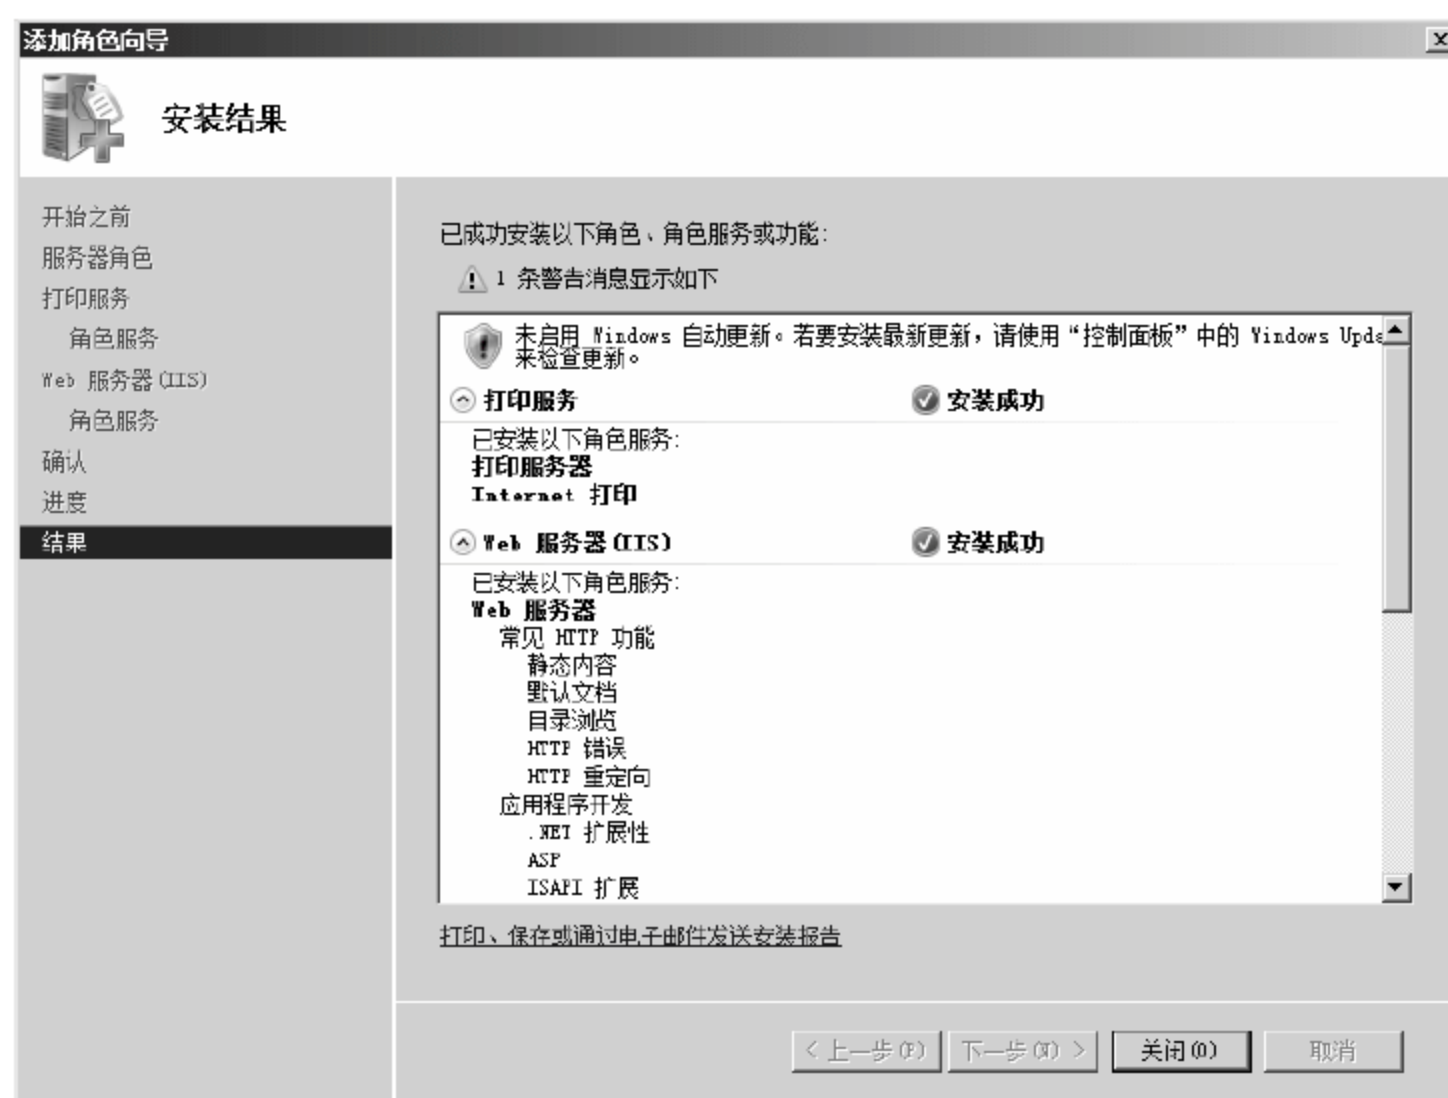 添加角色向导
安装结果
开始之前
服务器角色
打印服务
角色服务
Web 服务器(IIS)
角色服务
确认
进度
结果
已成功安装以下角色、角色服务或功能:
1 条警告消息显示如下
未启用 Windows 自动更新。若要安装最新更新，请使用“控制面板”中的 Windows Upda
来检查更新。
打印服务 安装成功
已安装以下角色服务:
打印服务器
Internet 打印
Web 服务器(IIS) 安装成功
已安装以下角色服务:
Web 服务器
常见 HTTP 功能
静态内容
默认文档
目录浏览
HTTP 错误
HTTP 重定向
应用程序开发
.NET 扩展性
ASP
ISAPI 扩展
打印、保存或通过电子邮件发送安装报告
< 上一步(P) 下一步(N) > 关闭(O) 取消